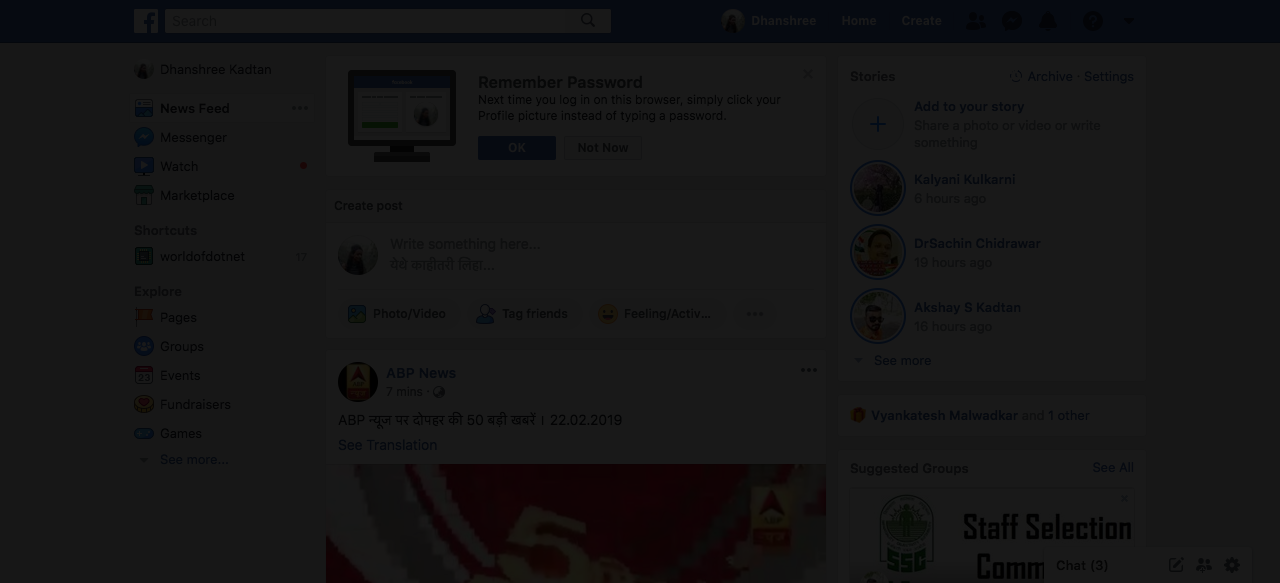 Search
Dhanshree
Home
Create
Dhanshree Kadtan
News Feed
Messenger
Watch
Marketplace
Shortcuts
worldofdotnet 17
Explore
Pages
Groups
Events
Fundraisers
Games
See more...
Remember Password
Next time you log in on this browser, simply click your
Profile picture instead of typing a password.
OK
Not Now
Create post
Write something here...
येथे काहीतरी लिहा...
Photo/Video
Tag friends
Feeling/Activ...
ABP News
7 mins ·
ABP न्यूज पर दोपहर की 50 बड़ी खबरें । 22.02.2019
See Translation
5
ABP
Stories
Archive · Settings
Add to your story
Share a photo or video or write
something
Kalyani Kulkarni
6 hours ago
DrSachin Chidrawar
19 hours ago
Akshay S Kadtan
16 hours ago
See more
Vyankatesh Malwadkar and 1 other
Suggested Groups
See All
SSC
Staff Selection
Comm
Chat (3)